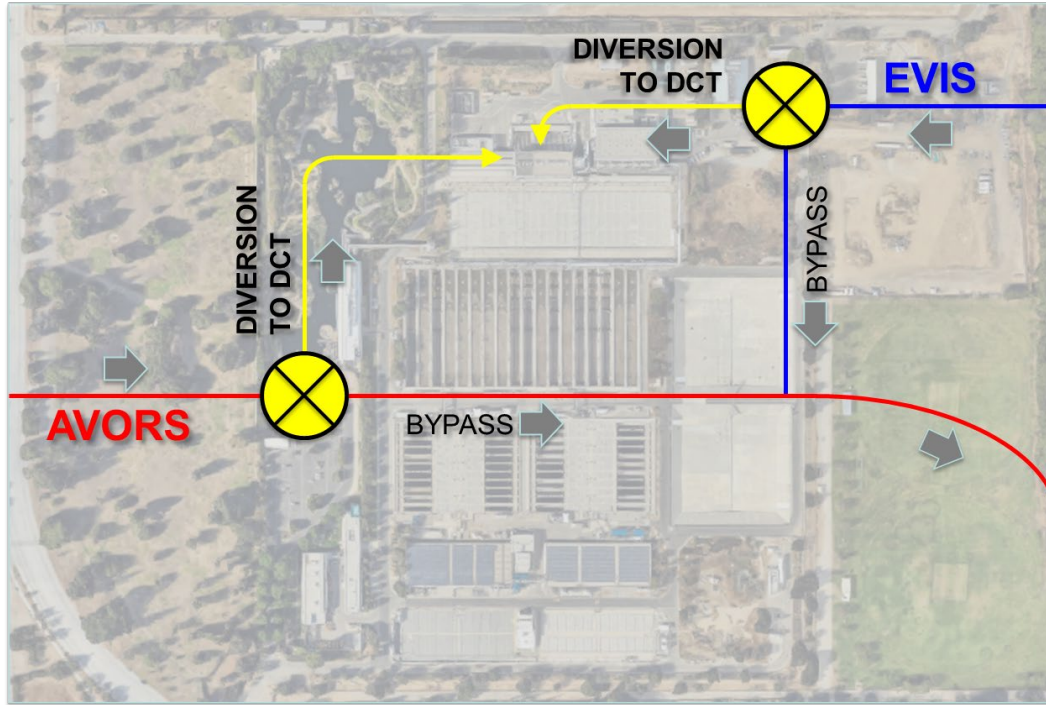 DIVERSION
TO DCT
EVIS
DIVERSION
TO DCT
BYPASS
AVORS
BYPASS